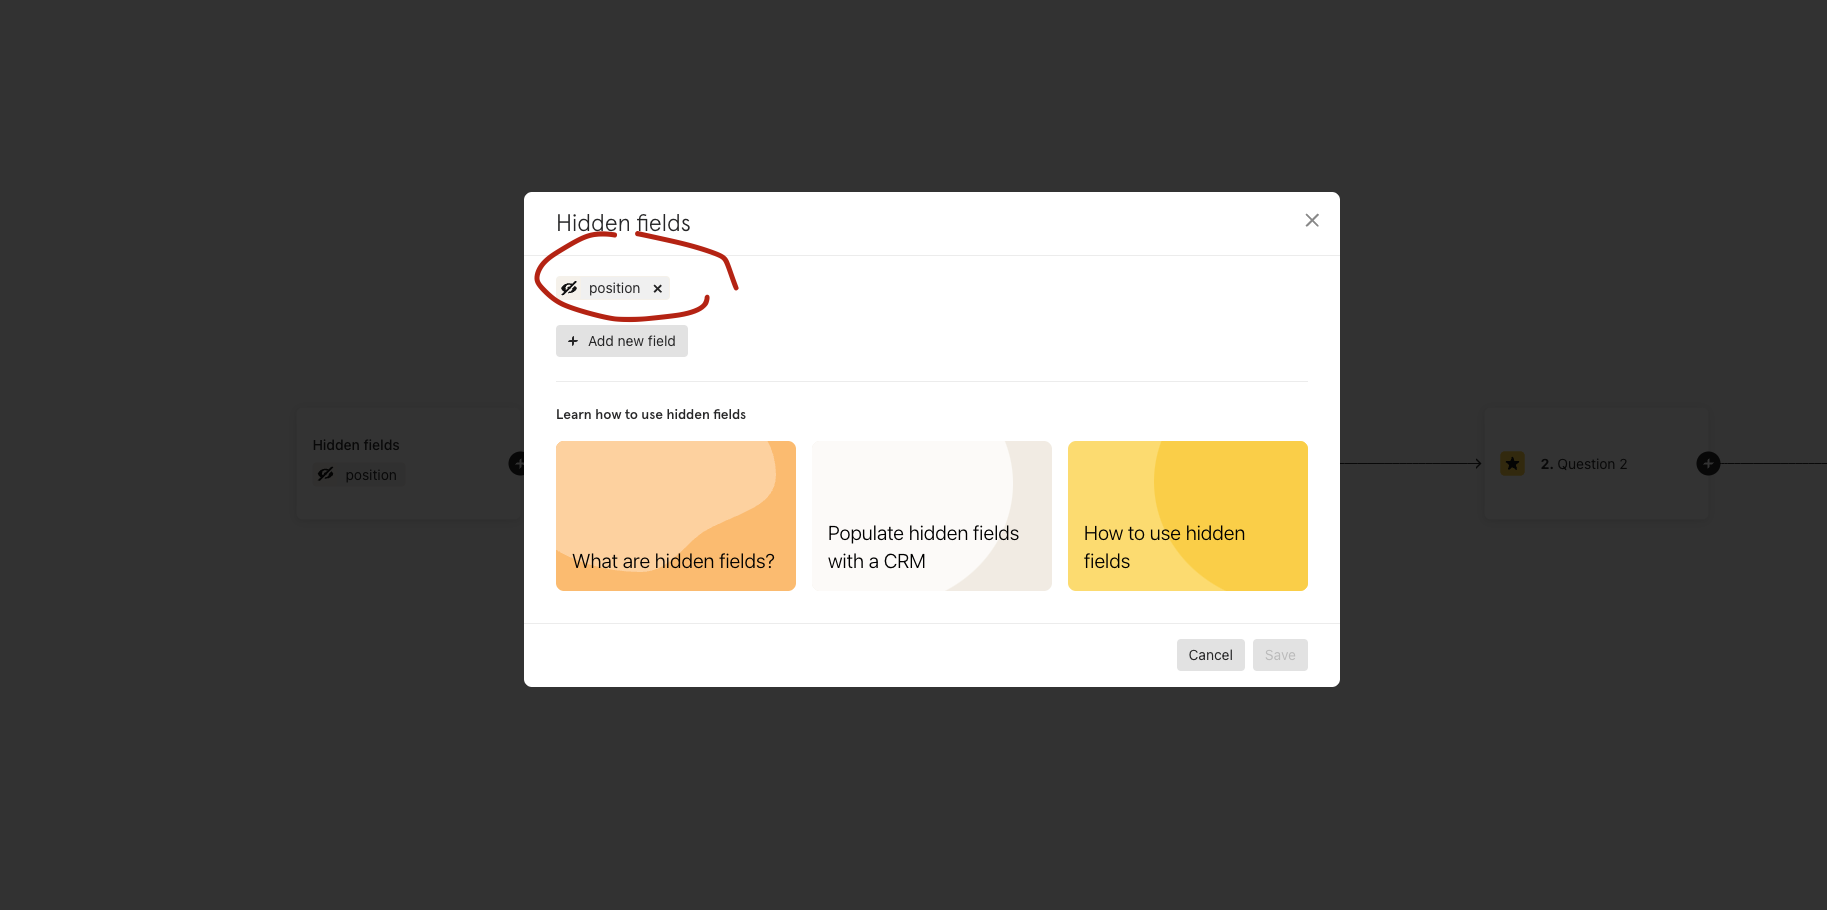 Hidden fields
position
Add new field
Learn how to use hidden fields
Hidden fields
position
What are hidden fields?
Populate hidden fields
with a CRM
How to use hidden
fields
2. Question 2
Cancel
Save